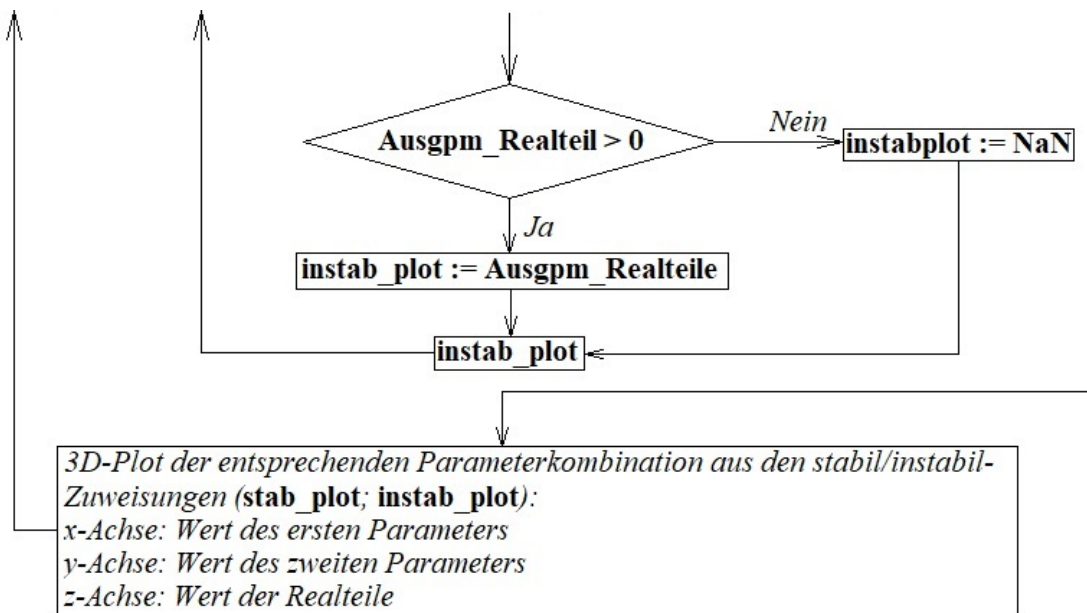 Ausgpm_Realteil > 0
Nein
instabplot := NaN
Ja
instab_plot := Ausgpm_Realteile
instab_plot
3D-Plot der entsprechenden Parameterkombination aus den stabil/instabil-
Zuweisungen (stab_plot; instab_plot):
x-Achse: Wert des ersten Parameters
y-Achse: Wert des zweiten Parameters
z-Achse: Wert der Realteile